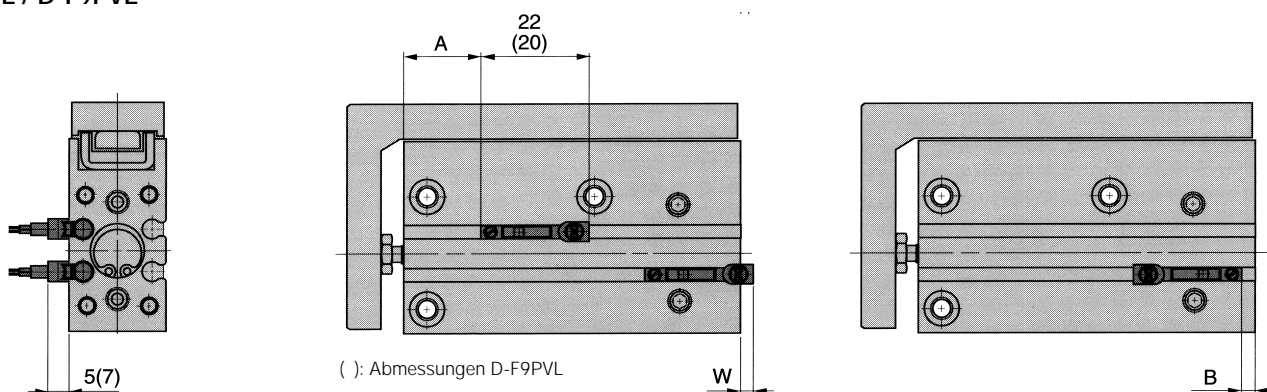 D-F9PVL
22
(20)
A
5(7)
( ): Abmessungen D-F9PVL
W
B